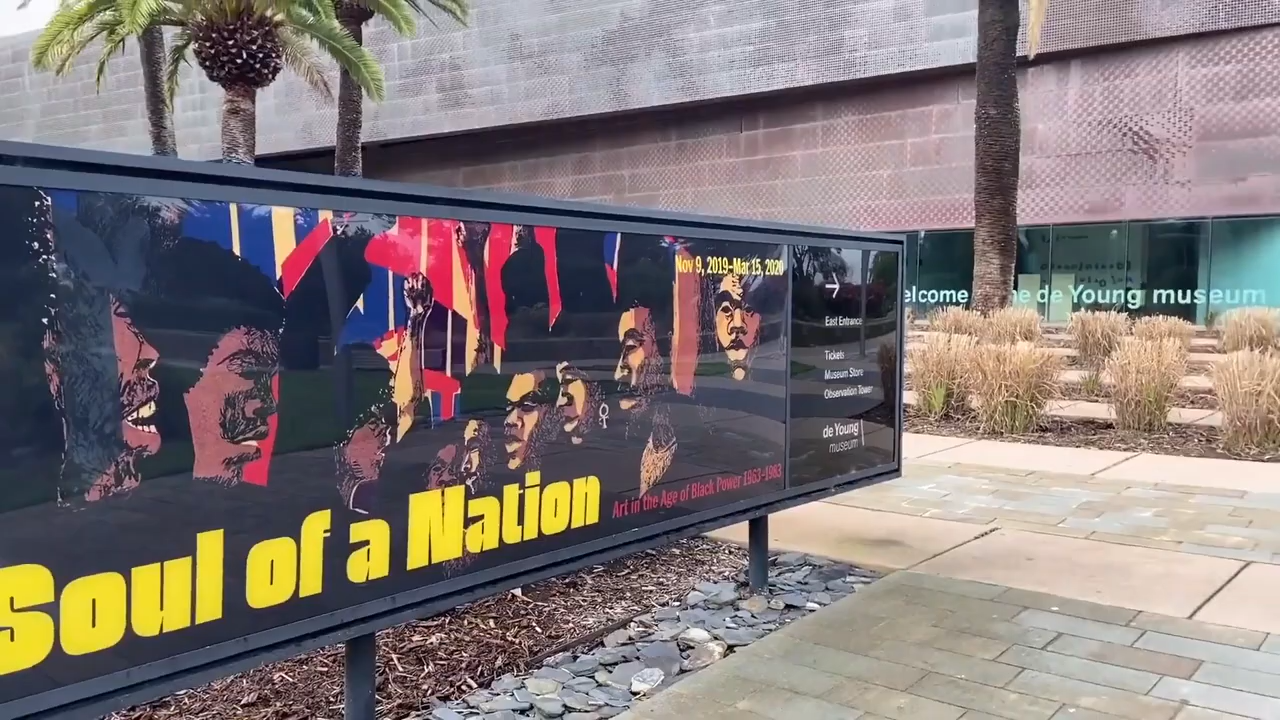 Nov 9, 2019–Mar 15, 2020
Soul of a Nation
Art in the Age of Black Power 1963–1983
→
East Entrance
Tickets
Museum Store
Observation Tower
de Young
museum
elcome
he de Young museum